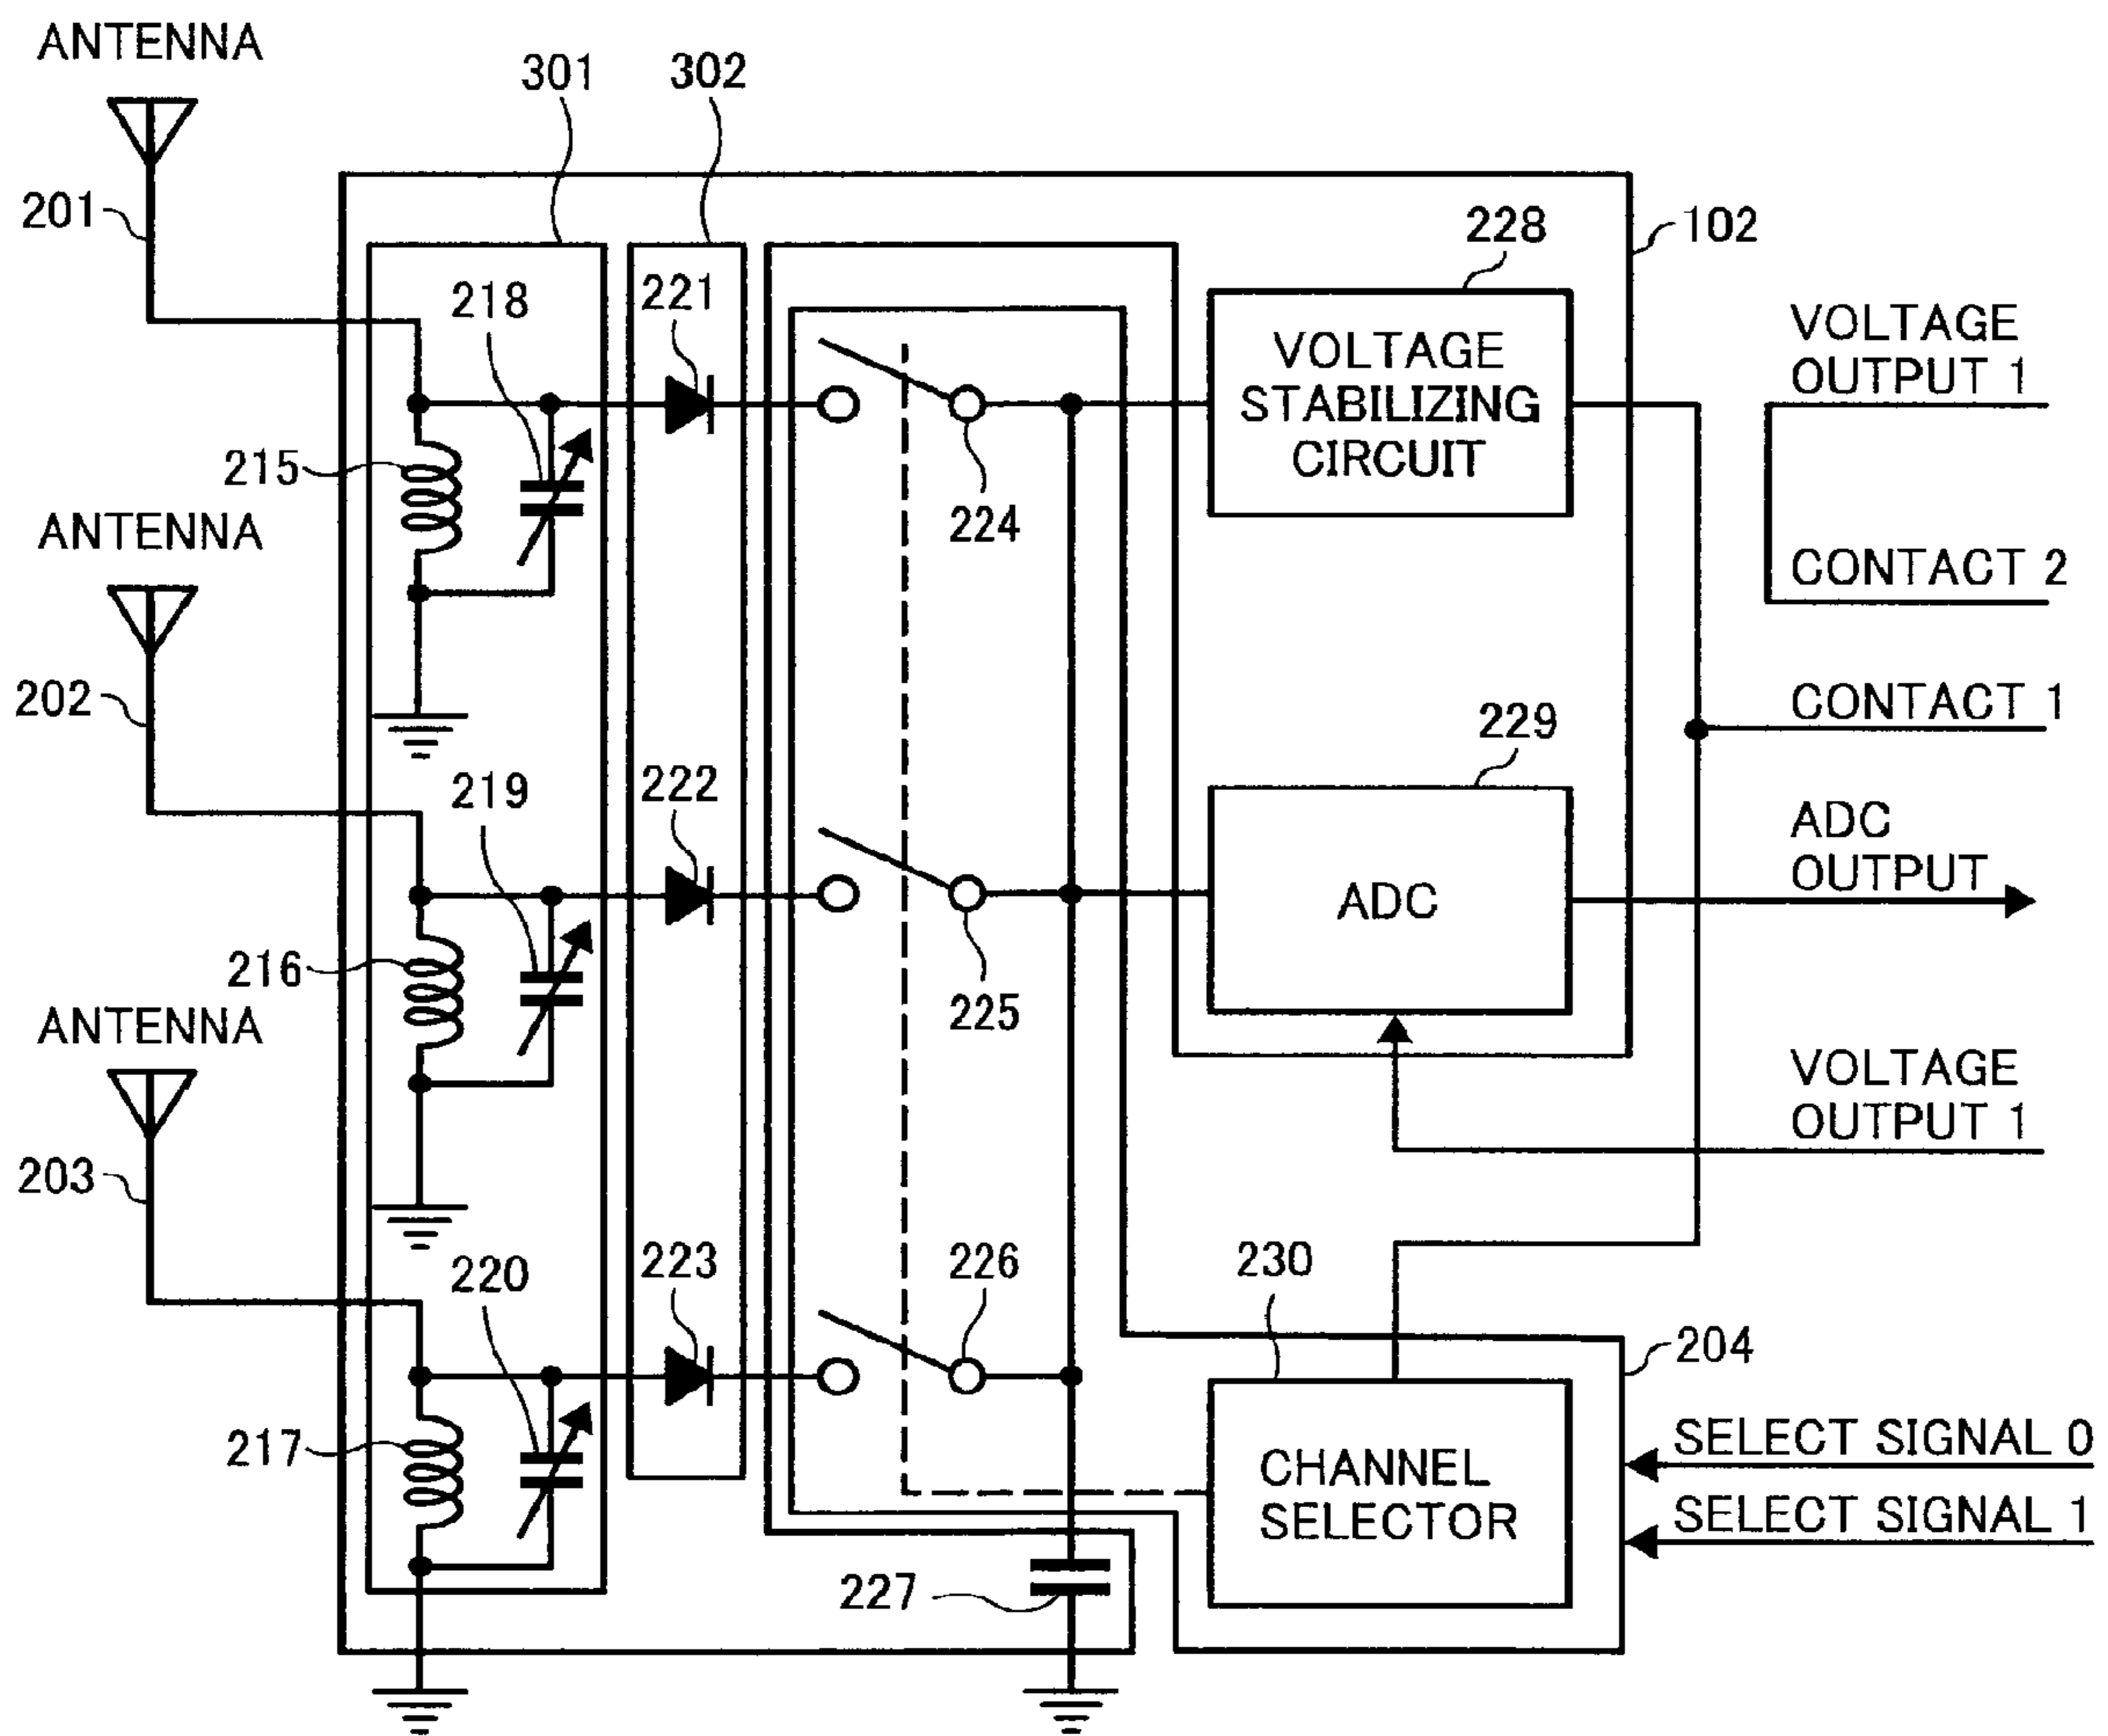 ANTENNA
301
302
201
228
102
218
221
VOLTAGE
OUTPUT 1
VOLTAGE
STABILIZING
CIRCUIT
215
224
ANTENNA
CONTACT 2
202
CONTACT 1
229
219
222
ADC
OUTPUT
ADC
216
225
ANTENNA
VOLTAGE
OUTPUT 1
203
220
223
226
230
204
217
CHANNEL
SELECTOR
SELECT SIGNAL 0
SELECT SIGNAL 1
227